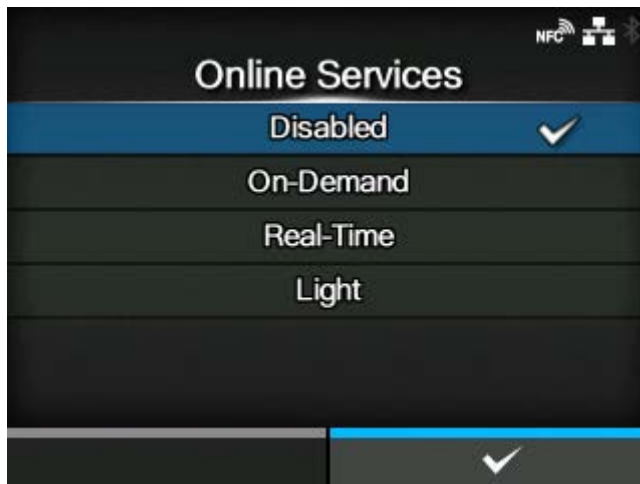 NFC
Online Services
Disabled
On-Demand
Real-Time
Light